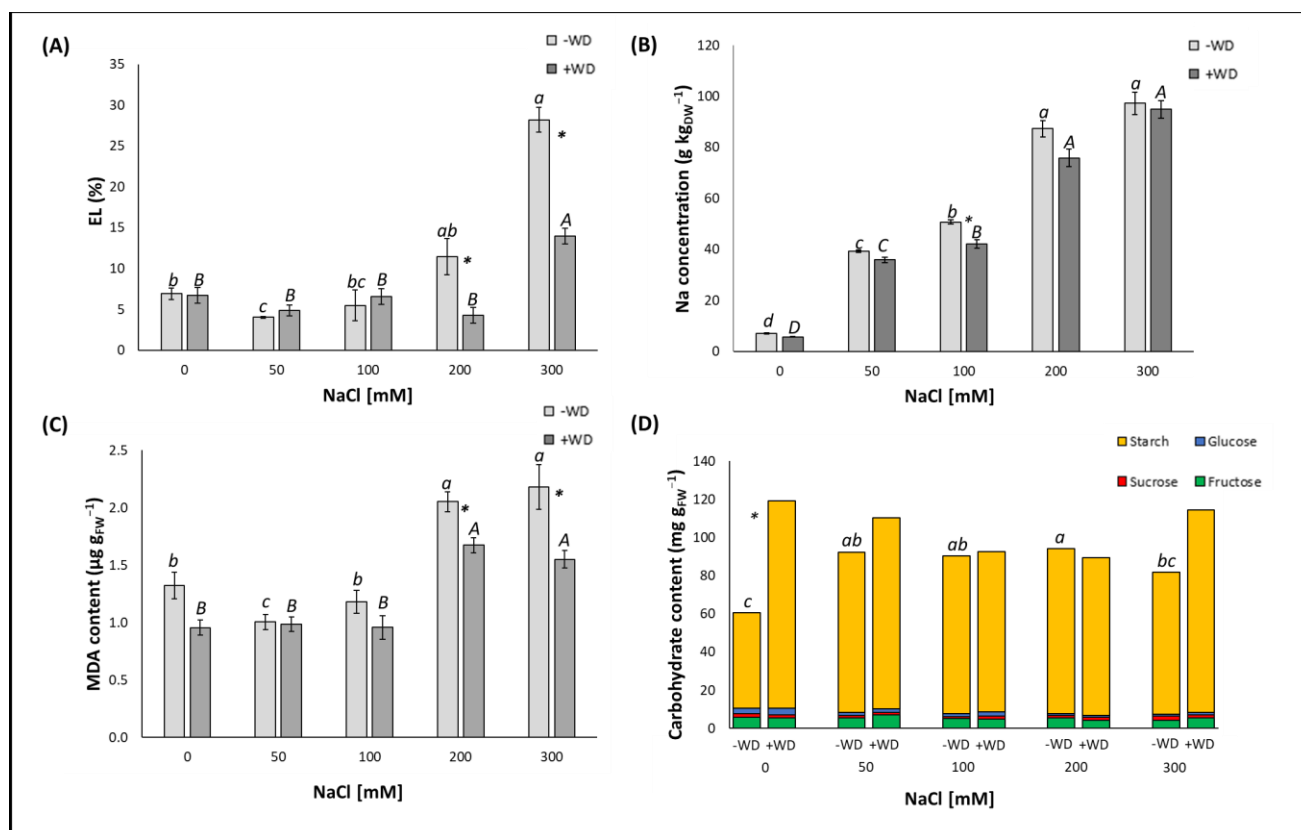 (A)
-WD
+WD
35
30
25
20
15
10
5
0
EL (%)
b B c B bc B ab * B a * A
0 50 100 200 300
NaCl [mM]
(B)
-WD
+WD
120
100
80
60
40
20
0
Na concentration (g kgDW⁻¹)
d D c C b * B a A a A
0 50 100 200 300
NaCl [mM]
(C)
-WD
+WD
2.5
2.0
1.5
1.0
0.5
0.0
MDA content (µg gFW⁻¹)
b B c B b B a * A a * A
0 50 100 200 300
NaCl [mM]
(D)
Starch Glucose
Sucrose Fructose
140
120
100
80
60
40
20
0
Carbohydrate content (mg gFW⁻¹)
* c ab ab a bc
-WD +WD -WD +WD -WD +WD -WD +WD -WD +WD
0 50 100 200 300
NaCl [mM]